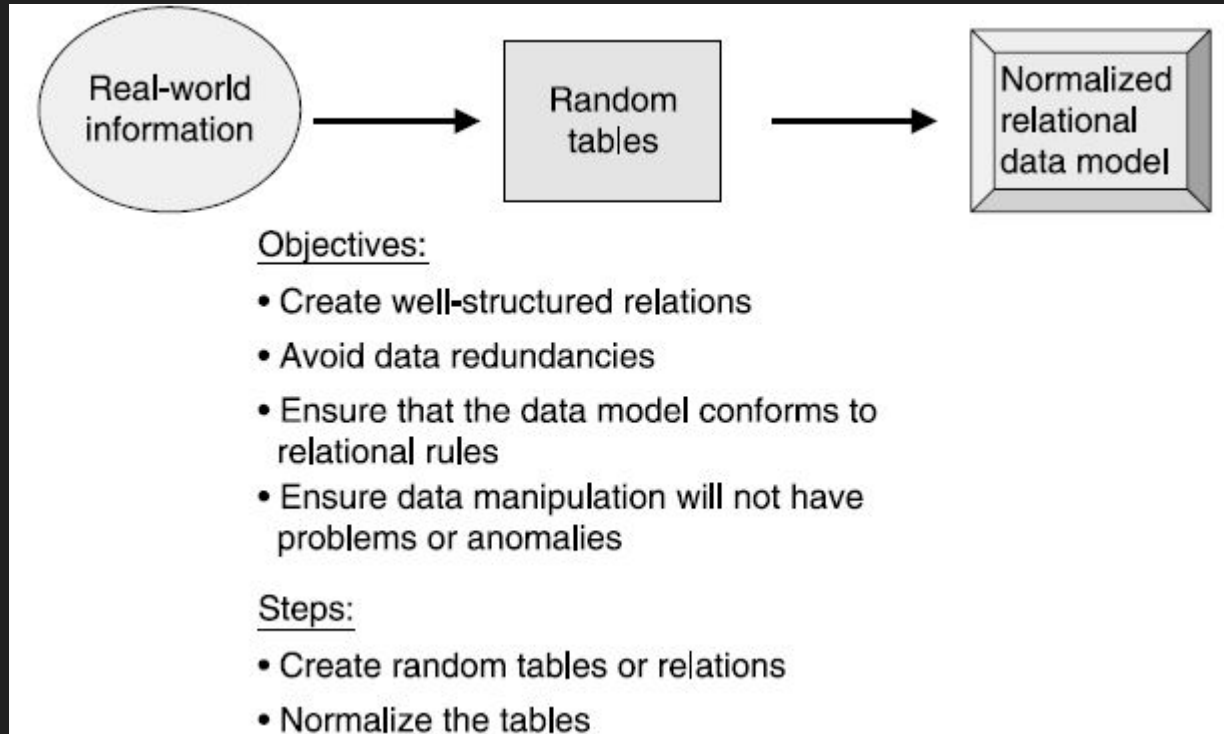 Real-world
information
Random
tables
Normalized
relational
data model
Objectives:
• Create well-structured relations
• Avoid data redundancies
• Ensure that the data model conforms to
relational rules
• Ensure data manipulation will not have
problems or anomalies
Steps:
• Create random tables or relations
• Normalize the tables